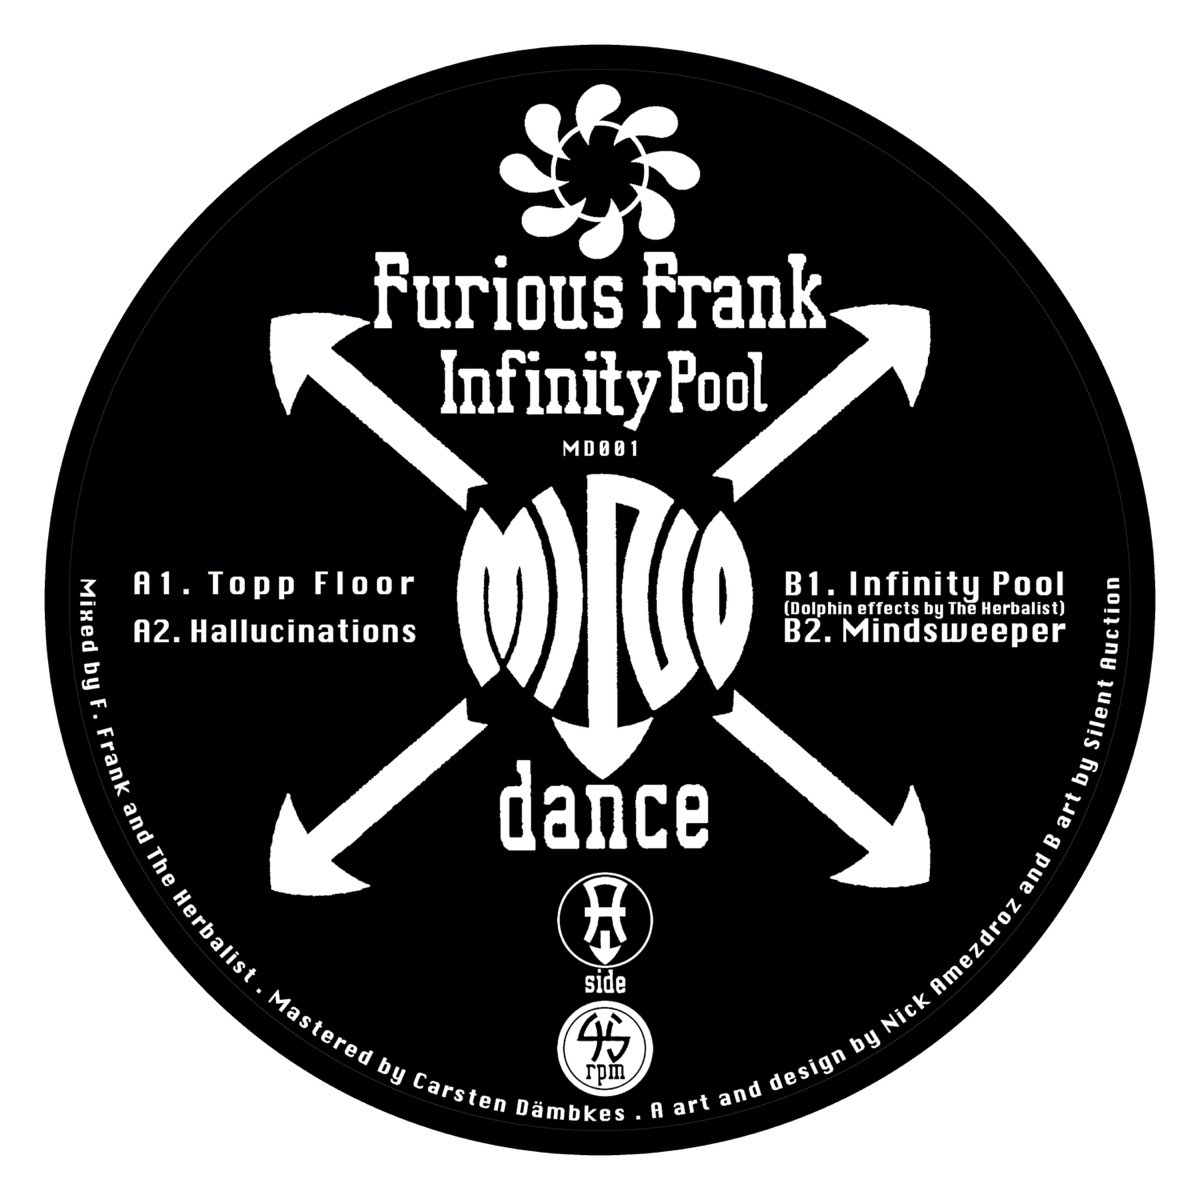 Furious Frank
Infinity Pool
MD001
MIND
dance
A1. Topp Floor
A2. Hallucinations
B1. Infinity Pool
(Dolphin effects by The Herbalist)
B2. Mindsweeper
A
side
45
rpm
Mixed by F. Frank and The Herbalist . Mastered by Carsten Dämbkes . A art and design by Nick Amezdroz and B art by Silent Auction